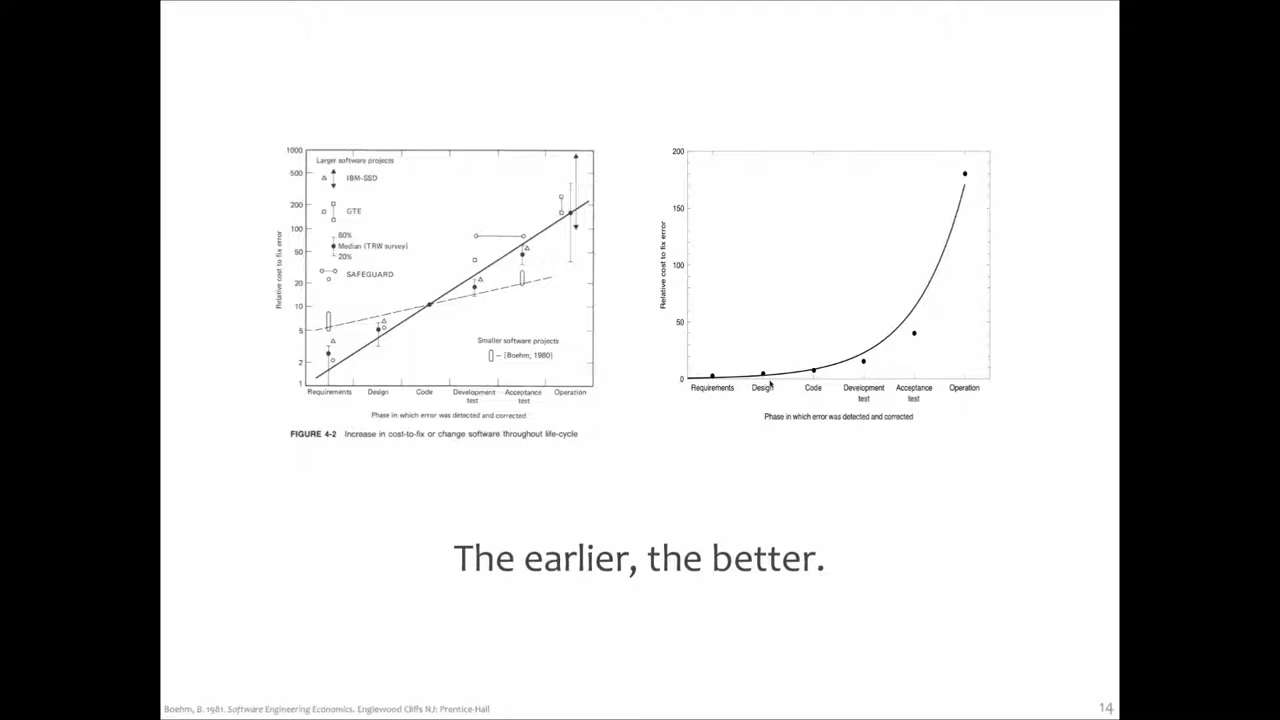 1000
500
200
100
50
20
10
5
2
1
Relative cost to fix error
Larger software projects
IBM-SSD
GTE
80%
Median (TRW survey)
20%
SAFEGUARD
Smaller software projects
– [Boehm, 1980]
Requirements Design Code Development test Acceptance test Operation
Phase in which error was detected and corrected
FIGURE 4-2 Increase in cost-to-fix or change software throughout life-cycle
200
150
100
50
0
Relative cost to fix error
Requirements Design Code Development test Acceptance test Operation
Phase in which error was detected and corrected
The earlier, the better.
Boehm, B. 1981. Software Engineering Economics. Englewood Cliffs NJ: Prentice-Hall
14